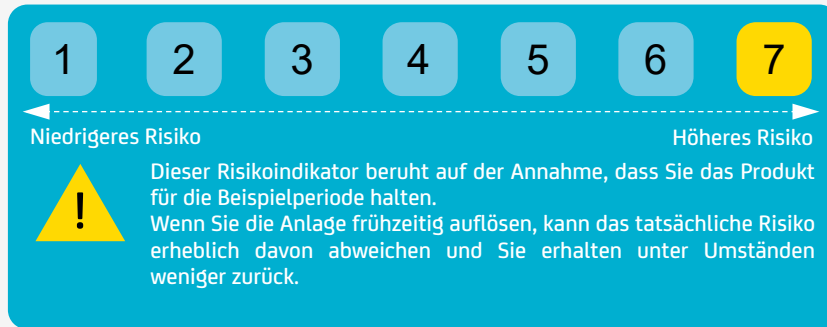 1 2 3 4 5 6 7
Niedrigeres Risiko Höheres Risiko
Dieser Risikoindikator beruht auf der Annahme, dass Sie das Produkt
für die Beispielperiode halten.
Wenn Sie die Anlage frühzeitig auflösen, kann das tatsächliche Risiko
erheblich davon abweichen und Sie erhalten unter Umständen
weniger zurück.
!